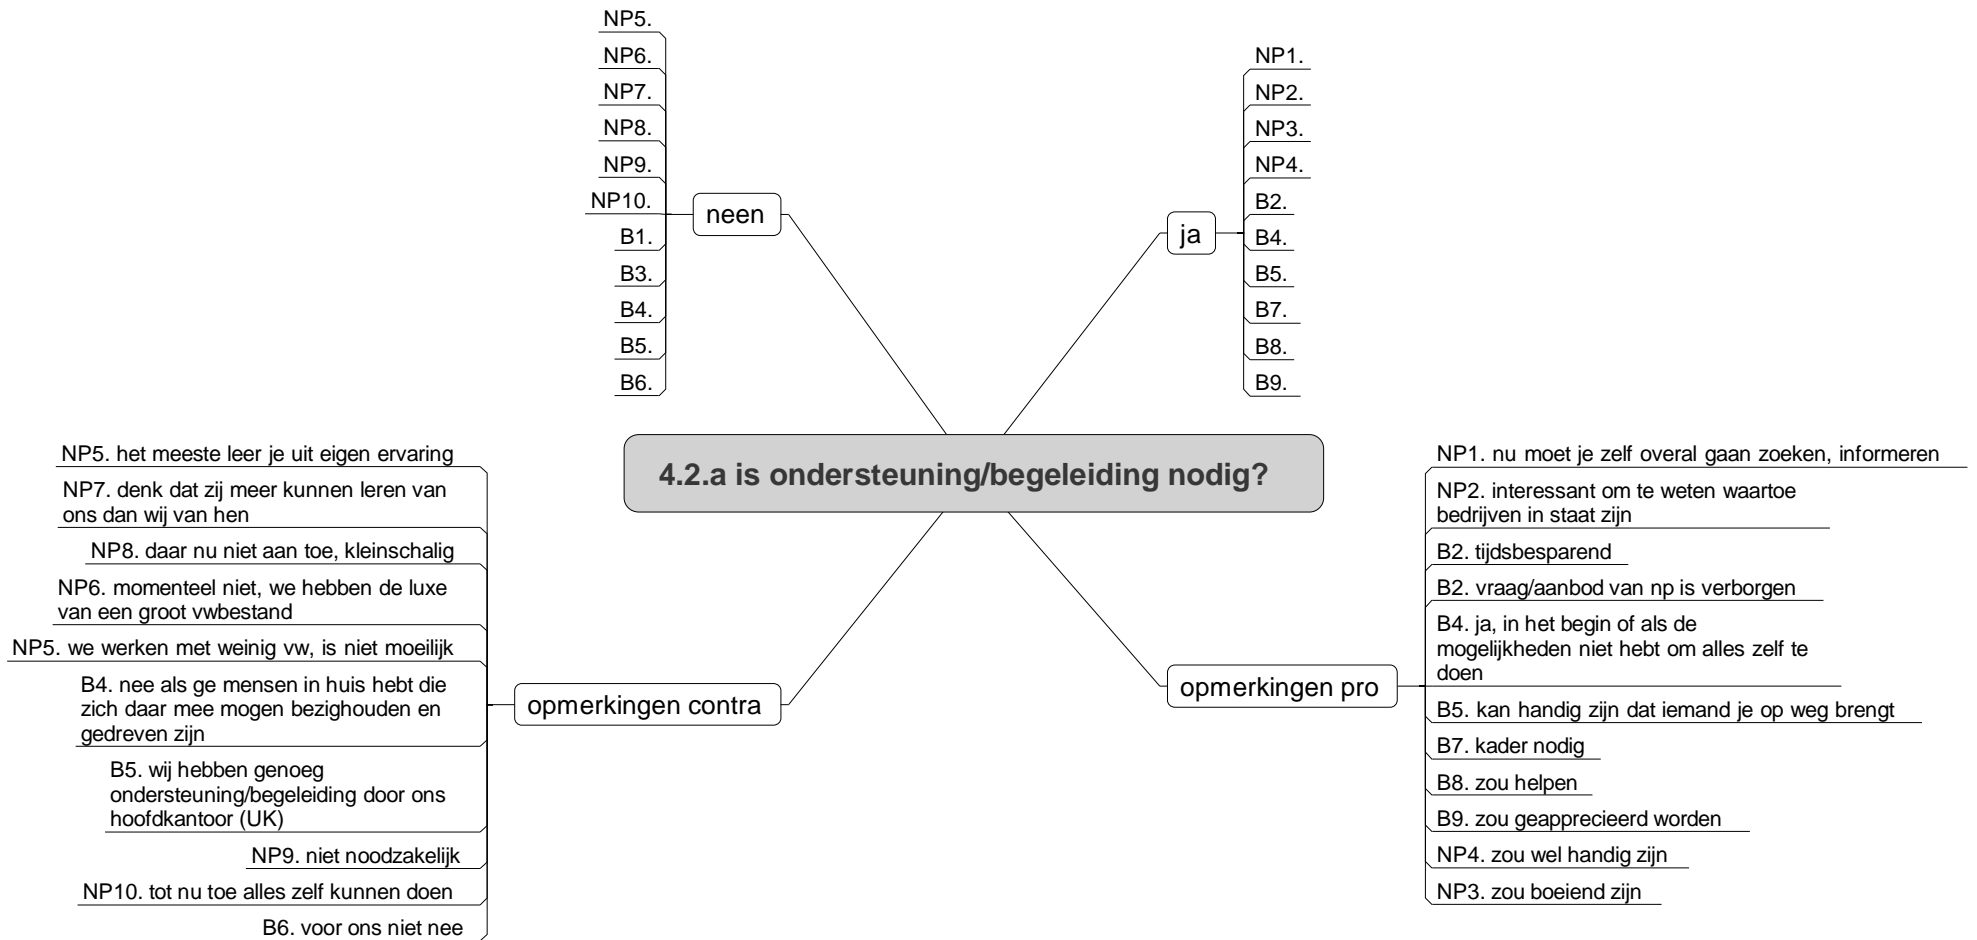 NP5.
NP6.
NP7.
NP8.
NP9.
NP10.
B1.
B3.
B4.
B5.
B6.
neen
NP1.
NP2.
NP3.
NP4.
B2.
B4.
B5.
B7.
B8.
B9.
ja
4.2.a is ondersteuning/begeleiding nodig?
NP5. het meeste leer je uit eigen ervaring
NP7. denk dat zij meer kunnen leren van
ons dan wij van hen
NP8. daar nu niet aan toe, kleinschalig
NP6. momenteel niet, we hebben de luxe
van een groot vwbestand
NP5. we werken met weinig vw, is niet moeilijk
B4. nee als ge mensen in huis hebt die
zich daar mee mogen bezighouden en
gedreven zijn
B5. wij hebben genoeg
ondersteuning/begeleiding door ons
hoofdkantoor (UK)
NP9. niet noodzakelijk
NP10. tot nu toe alles zelf kunnen doen
B6. voor ons niet nee
opmerkingen contra
opmerkingen pro
NP1. nu moet je zelf overal gaan zoeken, informeren
NP2. interessant om te weten waartoe
bedrijven in staat zijn
B2. tijdsbesparend
B2. vraag/aanbod van np is verborgen
B4. ja, in het begin of als de
mogelijkheden niet hebt om alles zelf te
doen
B5. kan handig zijn dat iemand je op weg brengt
B7. kader nodig
B8. zou helpen
B9. zou geapprecieerd worden
NP4. zou wel handig zijn
NP3. zou boeiend zijn